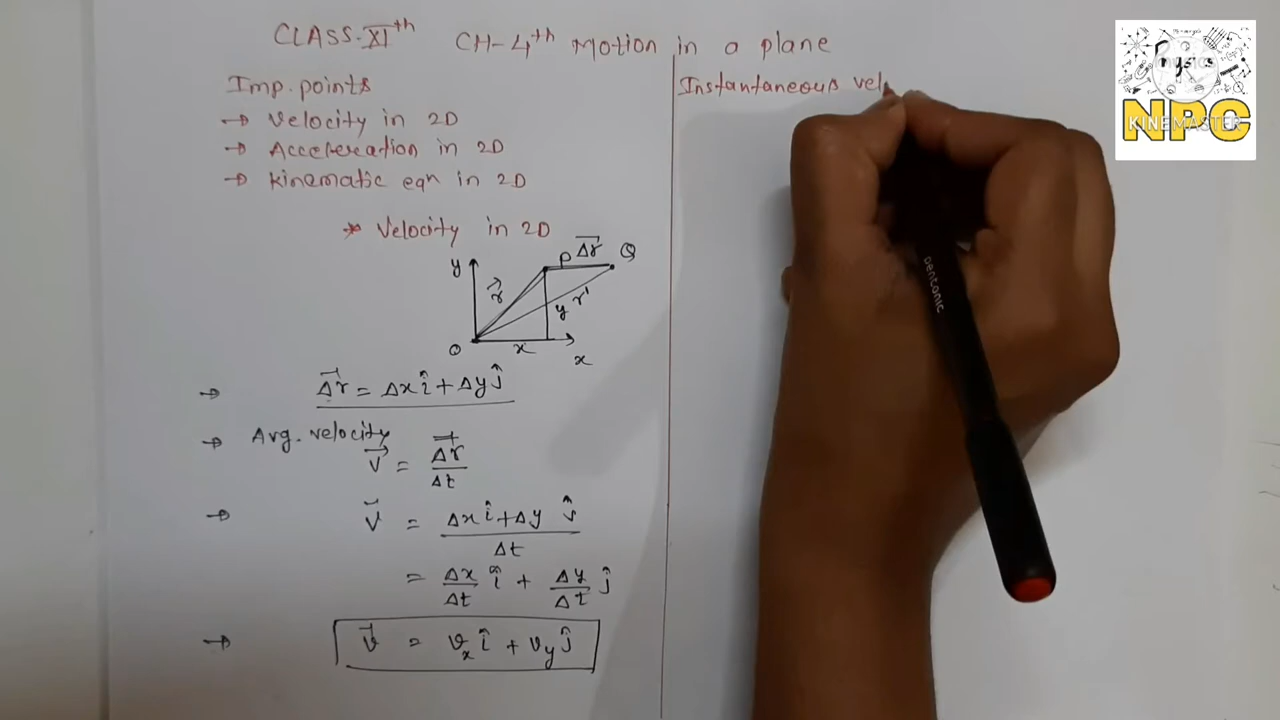 CLASS-XIth CH-4th Motion in a plane
Imp. points
→ Velocity in 2D
→ Acceleration in 2D
→ Kinematic eqn in 2D
* Velocity in 2D
y P Δr⃗ Q
r⃗ y r'
O x x
→ Δr⃗ = Δx î + Δy ĵ
→ Avg. velocity
v⃗ = Δr⃗/Δt
→ v⃗ = (Δx î + Δy ĵ)/Δt
= Δx/Δt î + Δy/Δt ĵ
→ v⃗ = vx î + vy ĵ
Instantaneous vel
Physics
NPC
KINEMASTER